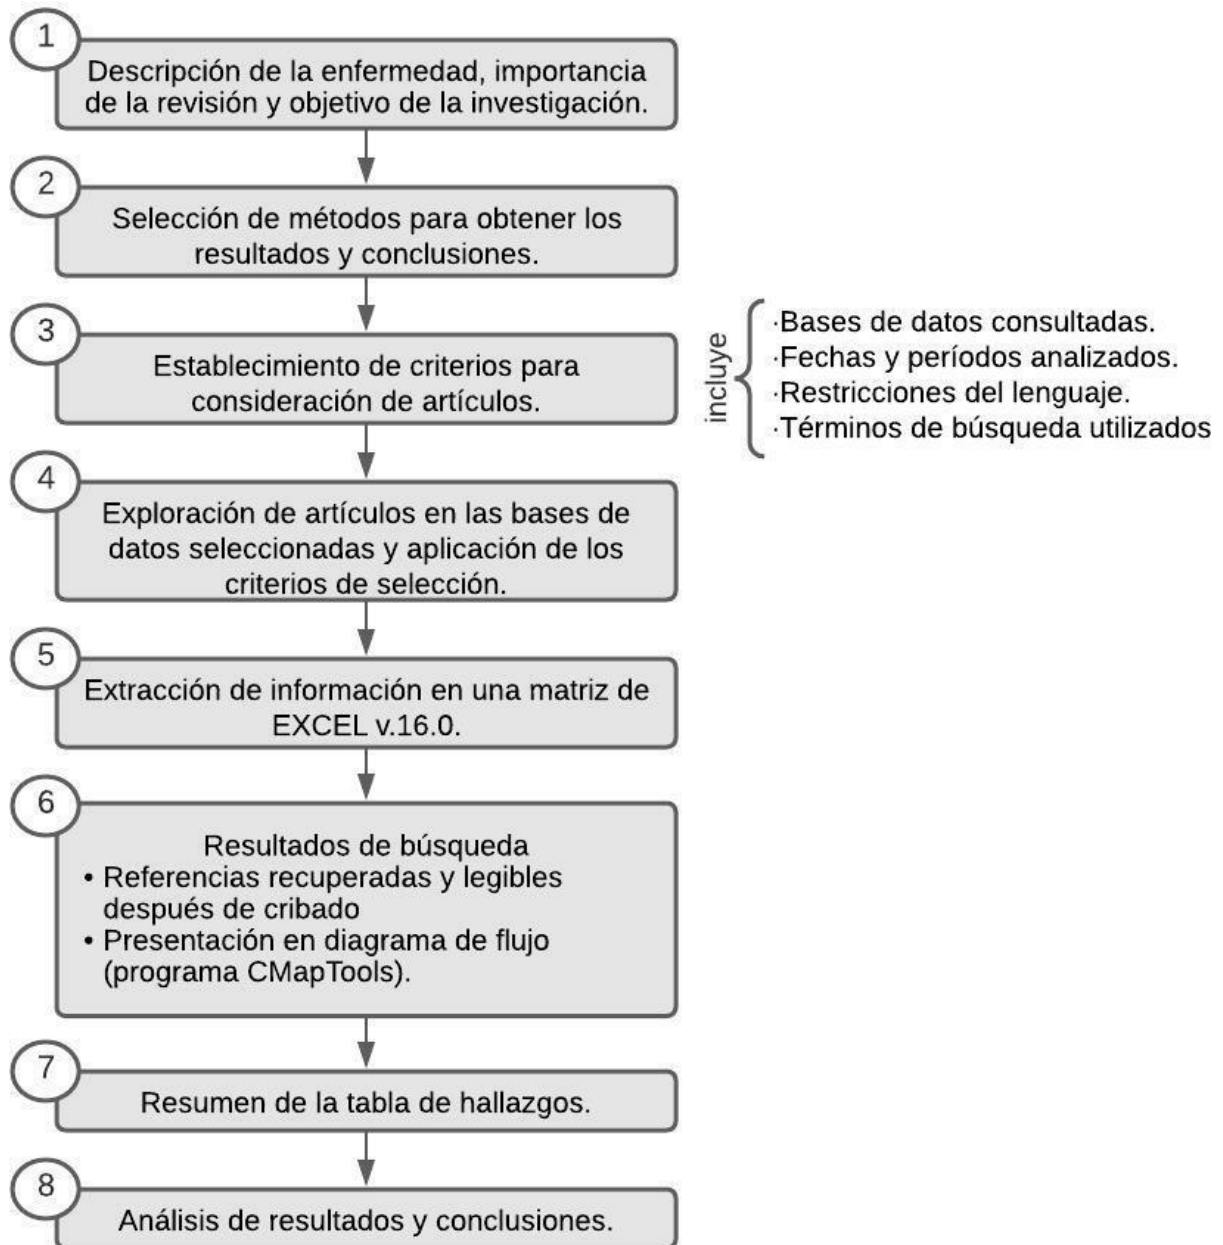 1
Descripción de la enfermedad, importancia
de la revisión y objetivo de la investigación.
2
Selección de métodos para obtener los
resultados y conclusiones.
3
Establecimiento de criterios para
consideración de artículos.
incluye
·Bases de datos consultadas.
·Fechas y períodos analizados.
·Restricciones del lenguaje.
·Términos de búsqueda utilizados
4
Exploración de artículos en las bases de
datos seleccionadas y aplicación de los
criterios de selección.
5
Extracción de información en una matriz de
EXCEL v.16.0.
6
Resultados de búsqueda
• Referencias recuperadas y legibles
después de cribado
• Presentación en diagrama de flujo
(programa CMapTools).
7
Resumen de la tabla de hallazgos.
8
Análisis de resultados y conclusiones.